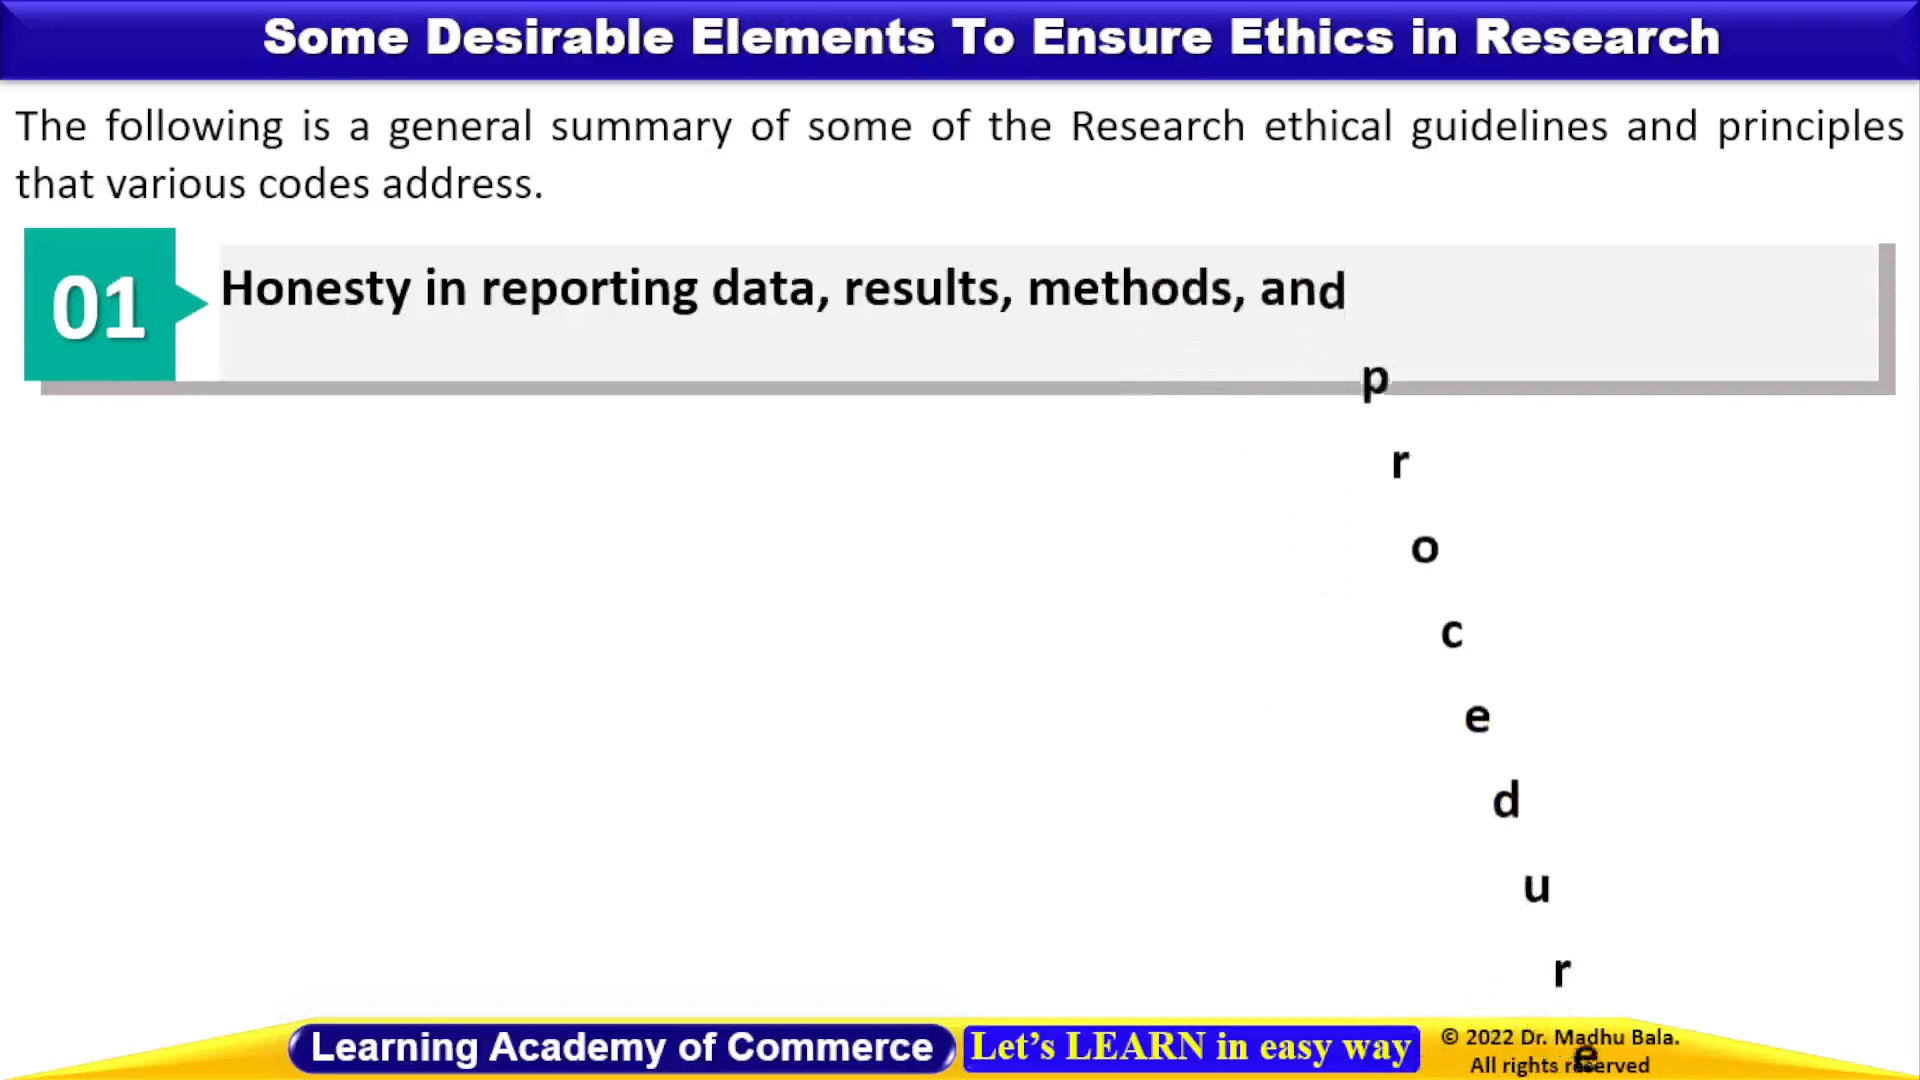 Some Desirable Elements To Ensure Ethics in Research
The following is a general summary of some of the Research ethical guidelines and principles
that various codes address.
01
Honesty in reporting data, results, methods, and
p
r
o
c
e
d
u
r
e
Learning Academy of Commerce
Let's LEARN in easy way
© 2022 Dr. Madhu Bala.
All rights reserved